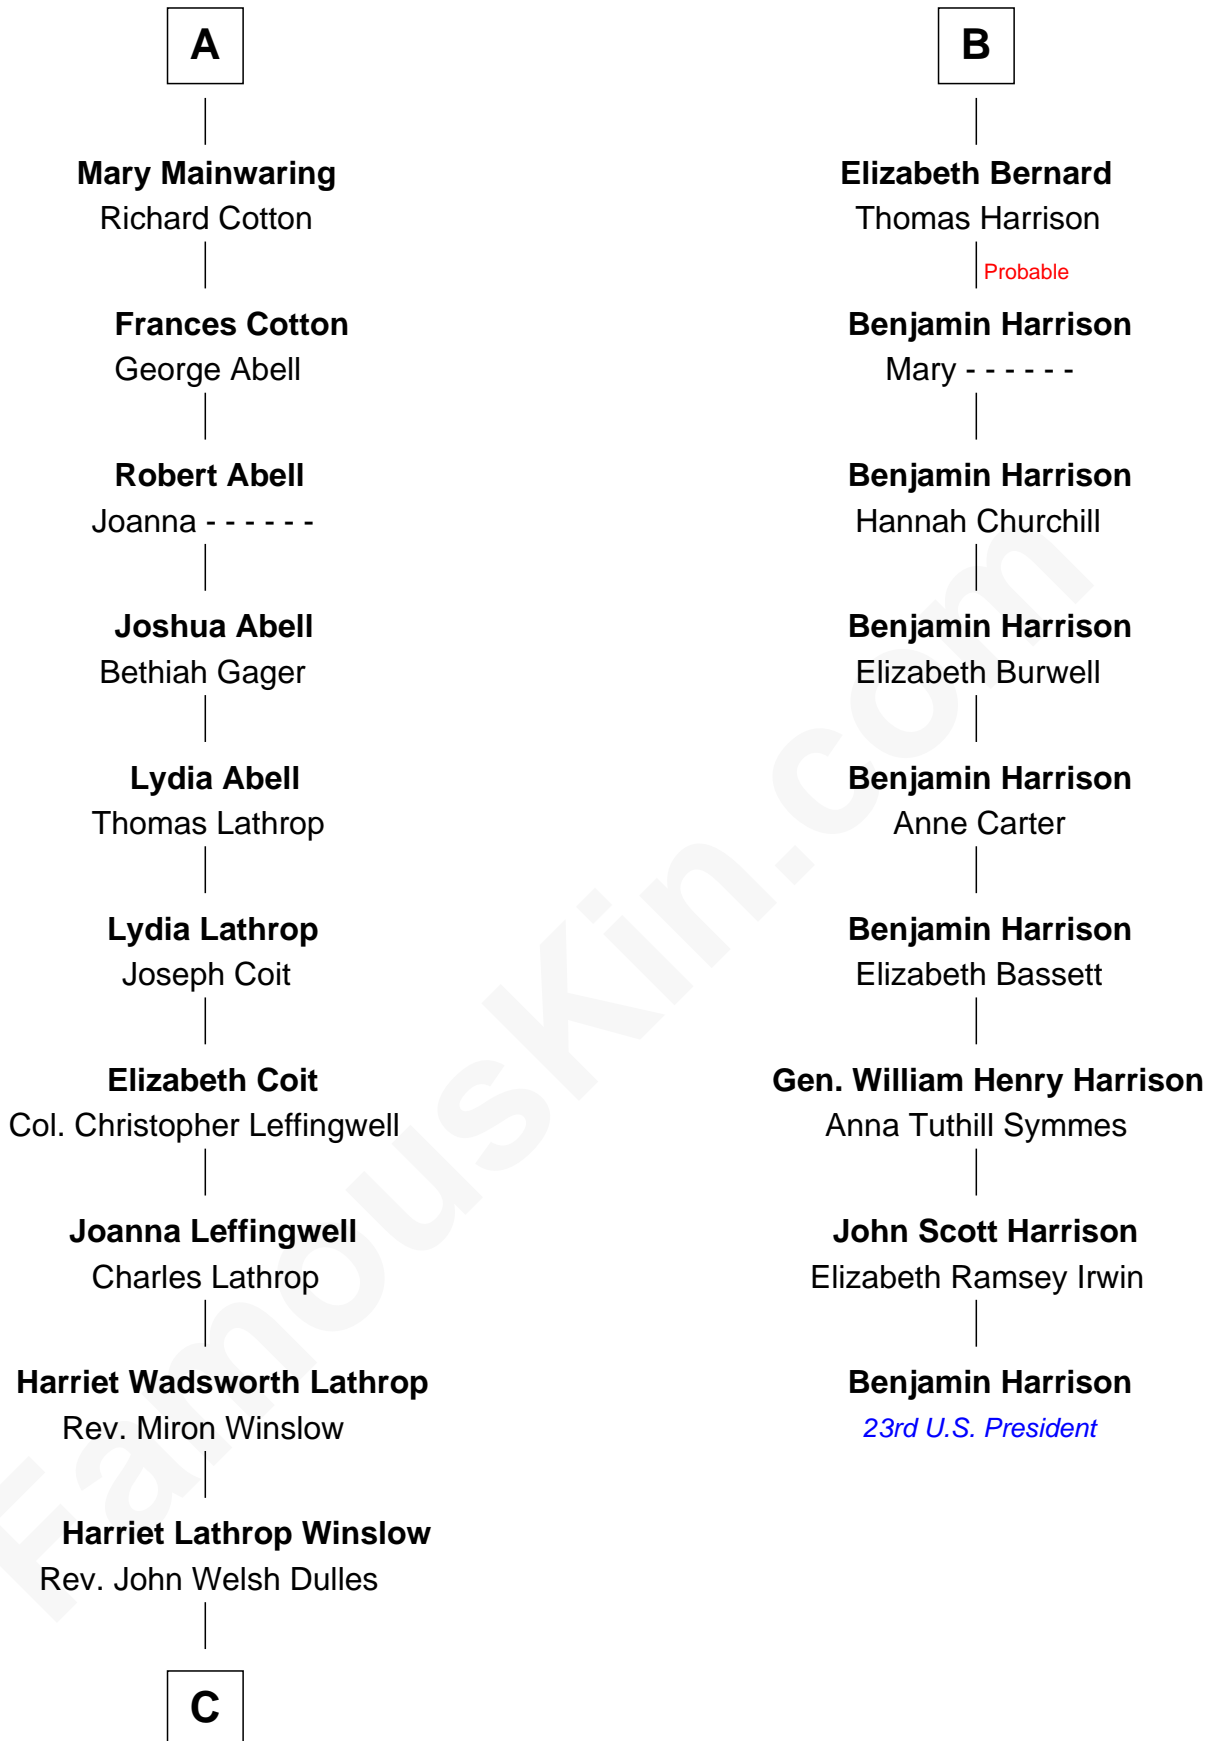 A
Mary Mainwaring
Richard Cotton
Frances Cotton
George Abell
Robert Abell
Joanna - - - - - -
Joshua Abell
Bethiah Gager
Lydia Abell
Thomas Lathrop
Lydia Lathrop
Joseph Coit
Elizabeth Coit
Col. Christopher Leffingwell
Joanna Leffingwell
Charles Lathrop
Harriet Wadsworth Lathrop
Rev. Miron Winslow
Harriet Lathrop Winslow
Rev. John Welsh Dulles
C
B
Elizabeth Bernard
Thomas Harrison
Probable
Benjamin Harrison
Mary - - - - - -
Benjamin Harrison
Hannah Churchill
Benjamin Harrison
Elizabeth Burwell
Benjamin Harrison
Anne Carter
Benjamin Harrison
Elizabeth Bassett
Gen. William Henry Harrison
Anna Tuthill Symmes
John Scott Harrison
Elizabeth Ramsey Irwin
Benjamin Harrison
23rd U.S. President
FamousKin.com